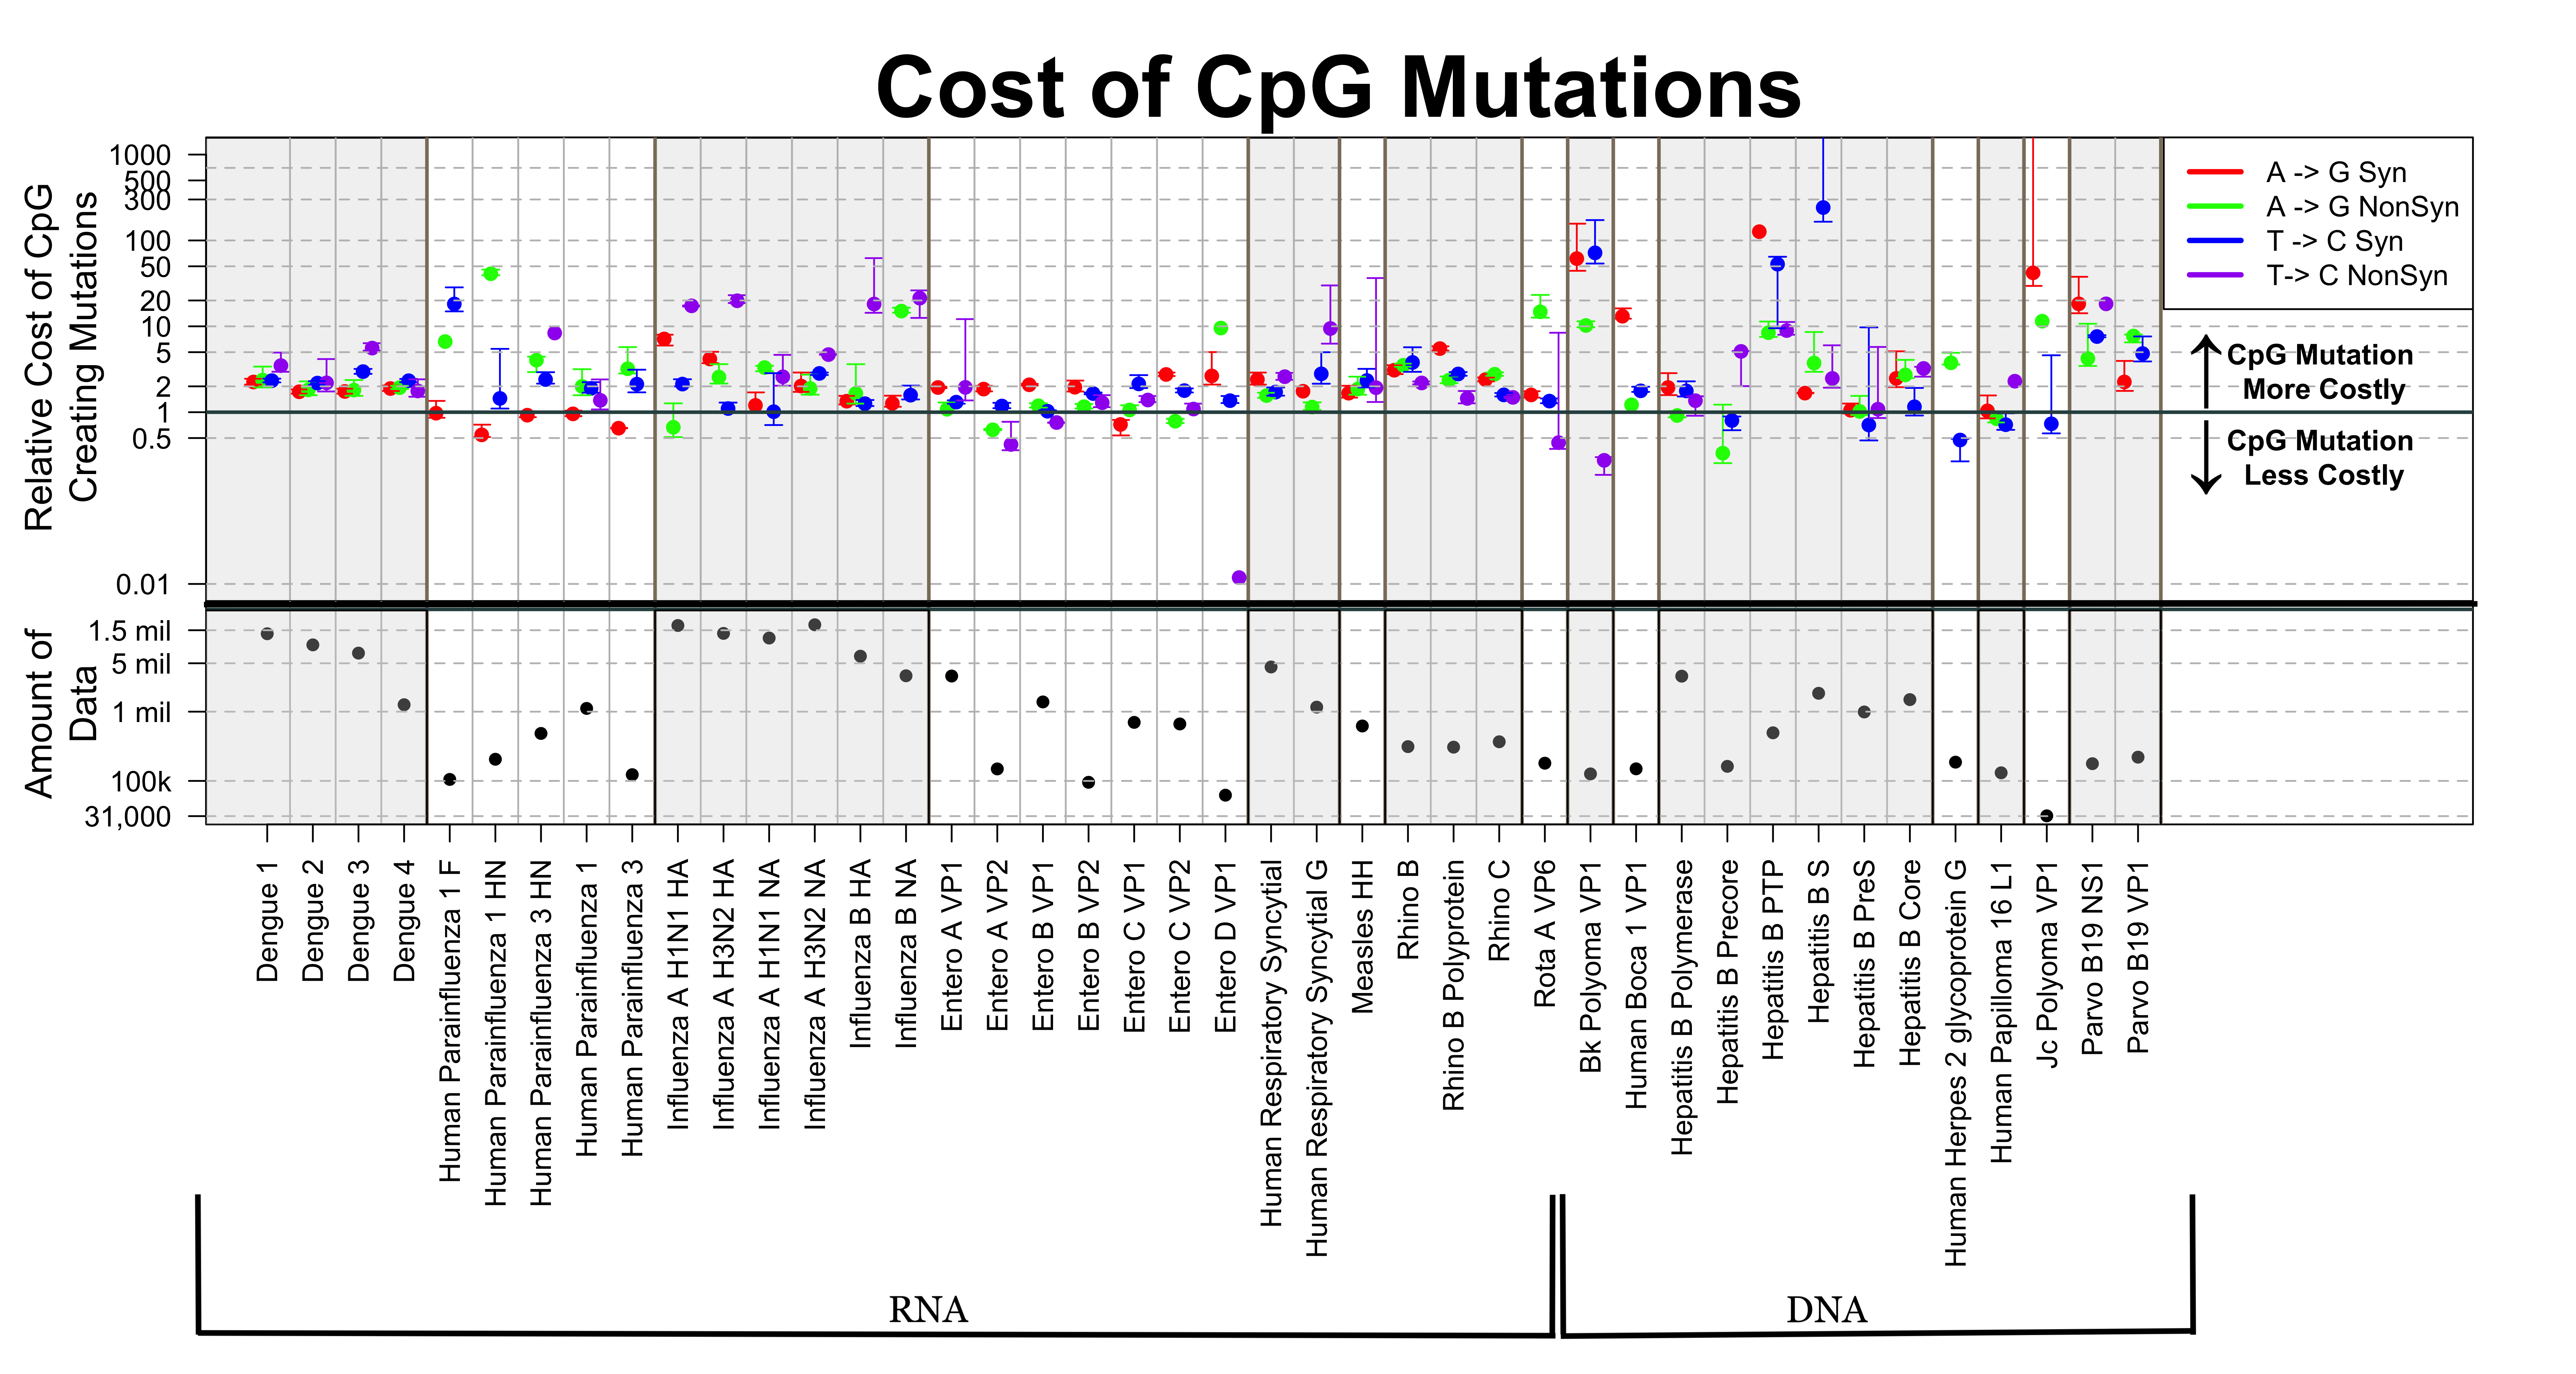 Cost of CpG Mutations
Relative Cost of CpG
Creating Mutations
1000
500
300
100
50
20
10
5
2
1
0.5
0.01
A -> G Syn
A -> G NonSyn
T -> C Syn
T-> C NonSyn
CpG Mutation
More Costly
CpG Mutation
Less Costly
Amount of
Data
1.5 mil
5 mil
1 mil
100k
31,000
Dengue 1
Dengue 2
Dengue 3
Dengue 4
Human Parainfluenza 1 F
Human Parainfluenza 1 HN
Human Parainfluenza 3 HN
Human Parainfluenza 1
Human Parainfluenza 3
Influenza A H1N1 HA
Influenza A H3N2 HA
Influenza A H1N1 NA
Influenza A H3N2 NA
Influenza B HA
Influenza B NA
Entero A VP1
Entero A VP2
Entero B VP1
Entero B VP2
Entero C VP1
Entero C VP2
Entero D VP1
Human Respiratory Syncytial
Human Respiratory Syncytial G
Measles HH
Rhino B
Rhino B Polyprotein
Rhino C
Rota A VP6
Bk Polyoma VP1
Human Boca 1 VP1
Hepatitis B Polymerase
Hepatitis B Precore
Hepatitis B PTP
Hepatitis B S
Hepatitis B PreS
Hepatitis B Core
Human Herpes 2 glycoprotein G
Human Papilloma 16 L1
Jc Polyoma VP1
Parvo B19 NS1
Parvo B19 VP1
RNA
DNA